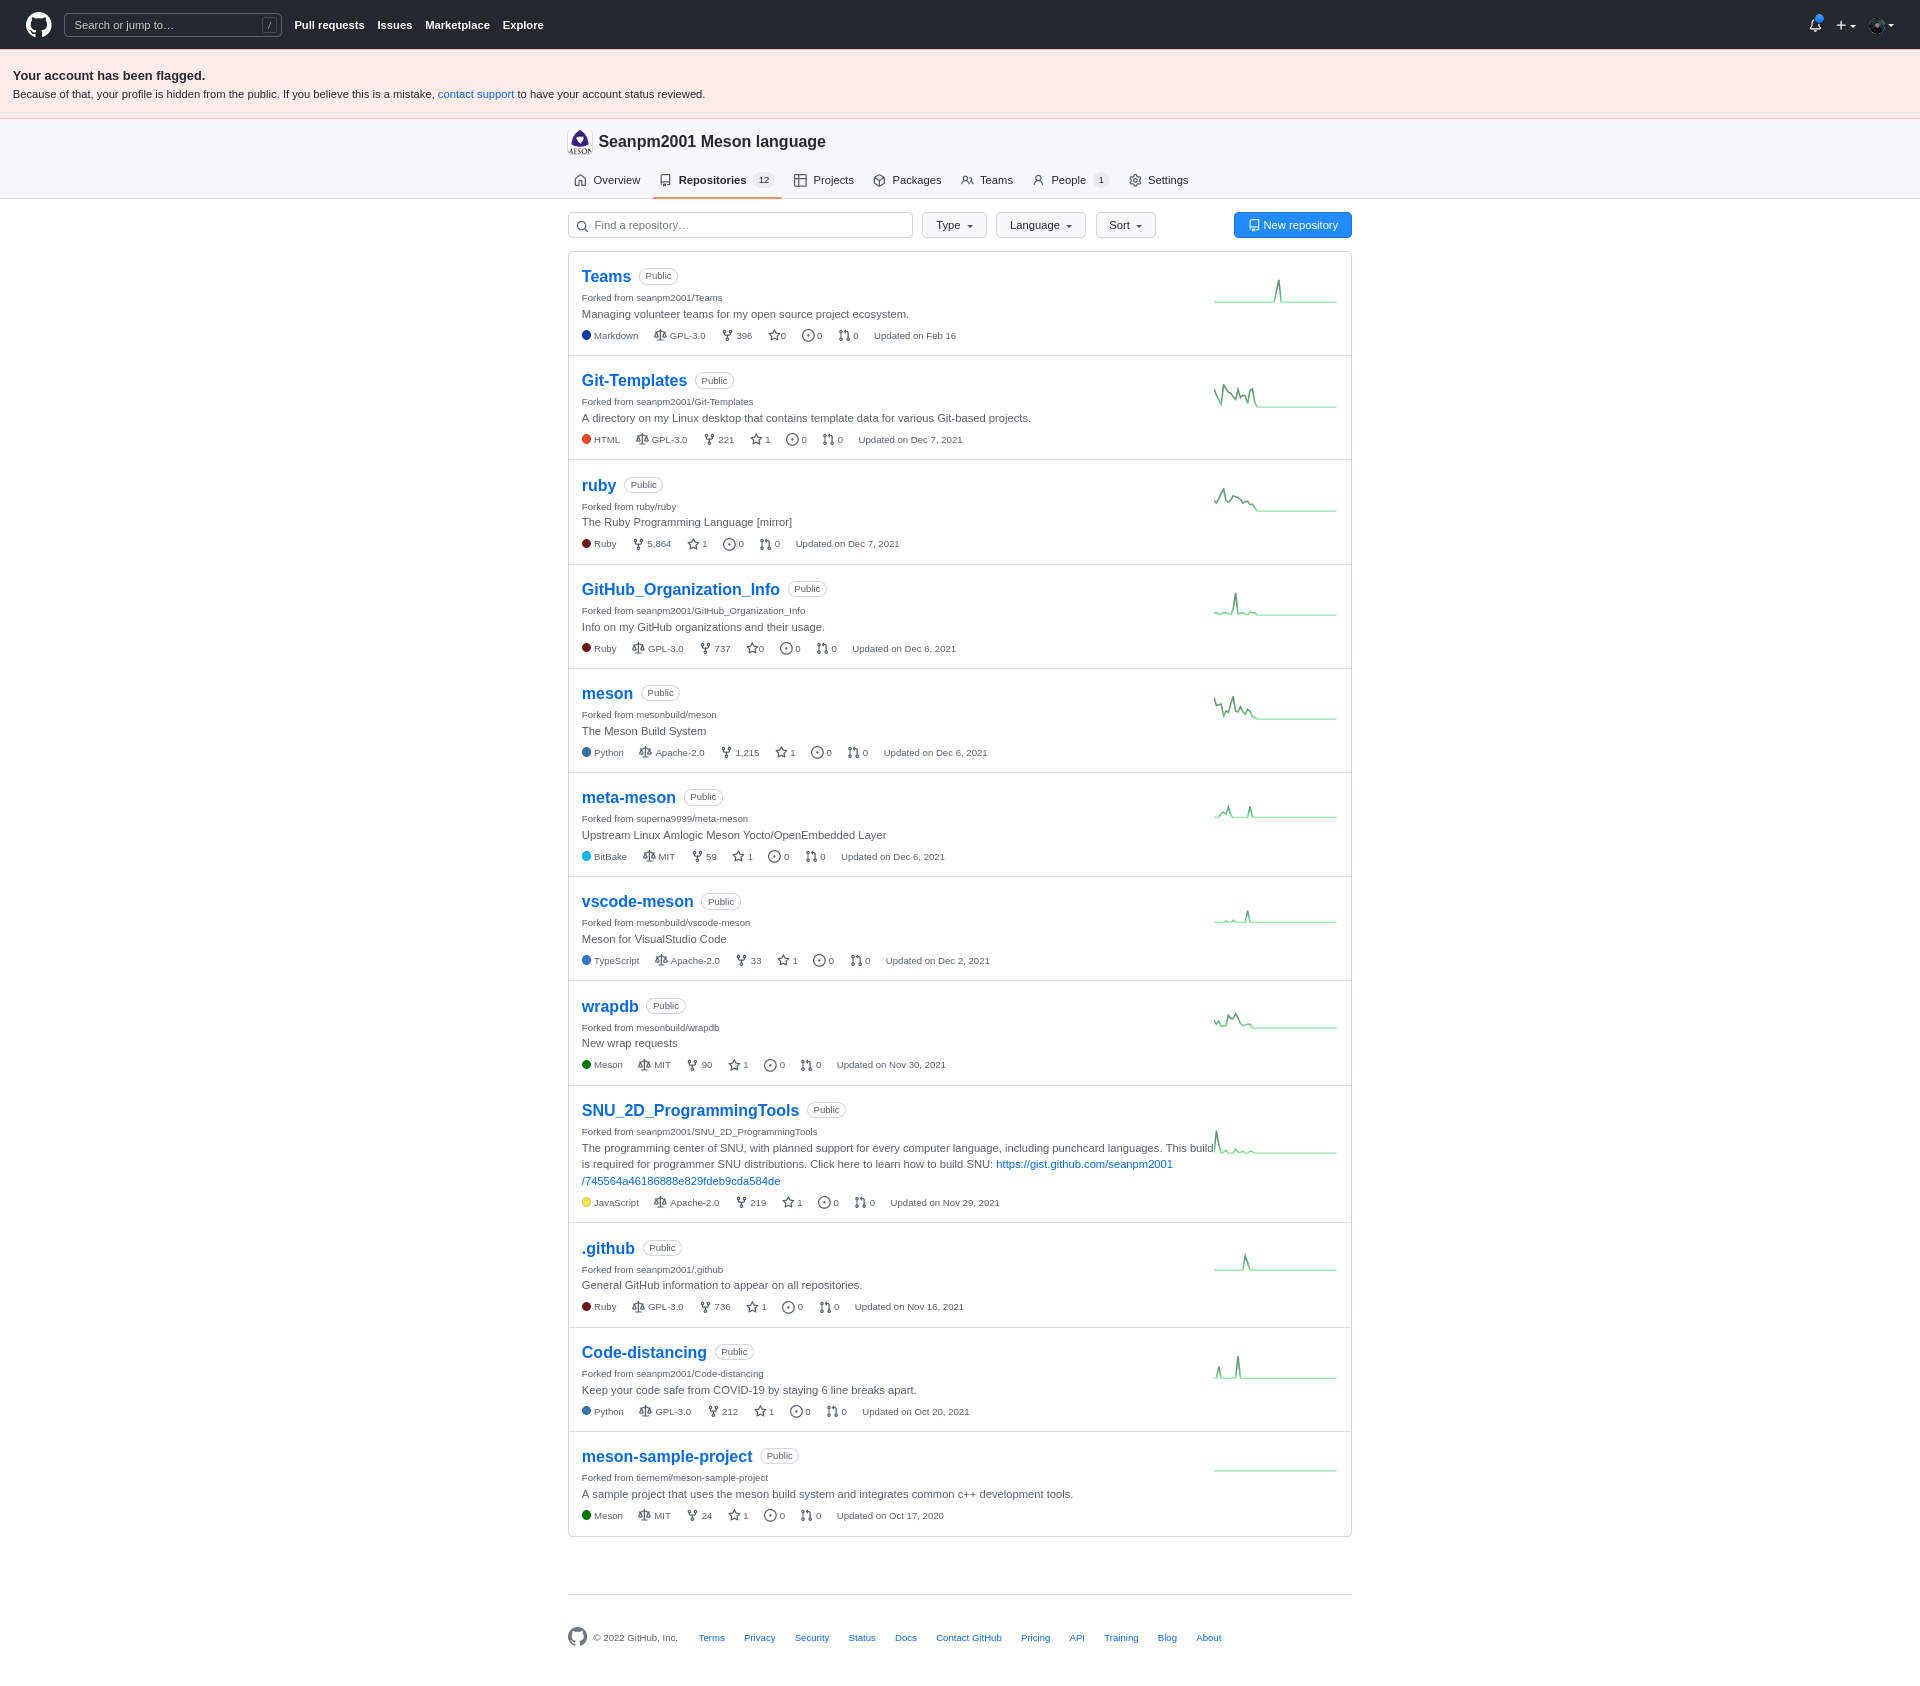 Search or jump to… /
Pull requests Issues Marketplace Explore
Your account has been flagged.
Because of that, your profile is hidden from the public. If you believe this is a mistake, contact support to have your account status reviewed.
MESON
Seanpm2001 Meson language
Overview Repositories 12 Projects Packages Teams People 1 Settings
Find a repository… Type Language Sort New repository
Teams Public
Forked from seanpm2001/Teams
Managing volunteer teams for my open source project ecosystem.
Markdown GPL-3.0 396 0 0 0 Updated on Feb 16
Git-Templates Public
Forked from seanpm2001/Git-Templates
A directory on my Linux desktop that contains template data for various Git-based projects.
HTML GPL-3.0 221 1 0 0 Updated on Dec 7, 2021
ruby Public
Forked from ruby/ruby
The Ruby Programming Language [mirror]
Ruby 5,864 1 0 0 Updated on Dec 7, 2021
GitHub_Organization_Info Public
Forked from seanpm2001/GitHub_Organization_Info
Info on my GitHub organizations and their usage.
Ruby GPL-3.0 737 0 0 0 Updated on Dec 6, 2021
meson Public
Forked from mesonbuild/meson
The Meson Build System
Python Apache-2.0 1,215 1 0 0 Updated on Dec 6, 2021
meta-meson Public
Forked from superna9999/meta-meson
Upstream Linux Amlogic Meson Yocto/OpenEmbedded Layer
BitBake MIT 59 1 0 0 Updated on Dec 6, 2021
vscode-meson Public
Forked from mesonbuild/vscode-meson
Meson for VisualStudio Code
TypeScript Apache-2.0 33 1 0 0 Updated on Dec 2, 2021
wrapdb Public
Forked from mesonbuild/wrapdb
New wrap requests
Meson MIT 90 1 0 0 Updated on Nov 30, 2021
SNU_2D_ProgrammingTools Public
Forked from seanpm2001/SNU_2D_ProgrammingTools
The programming center of SNU, with planned support for every computer language, including punchcard languages. This build
is required for programmer SNU distributions. Click here to learn how to build SNU: https://gist.github.com/seanpm2001
/745564a46186888e829fdeb9cda584de
JavaScript Apache-2.0 219 1 0 0 Updated on Nov 29, 2021
.github Public
Forked from seanpm2001/.github
General GitHub information to appear on all repositories.
Ruby GPL-3.0 736 1 0 0 Updated on Nov 16, 2021
Code-distancing Public
Forked from seanpm2001/Code-distancing
Keep your code safe from COVID-19 by staying 6 line breaks apart.
Python GPL-3.0 212 1 0 0 Updated on Oct 20, 2021
meson-sample-project Public
Forked from tiernemi/meson-sample-project
A sample project that uses the meson build system and integrates common c++ development tools.
Meson MIT 24 1 0 0 Updated on Oct 17, 2020
© 2022 GitHub, Inc. Terms Privacy Security Status Docs Contact GitHub Pricing API Training Blog About